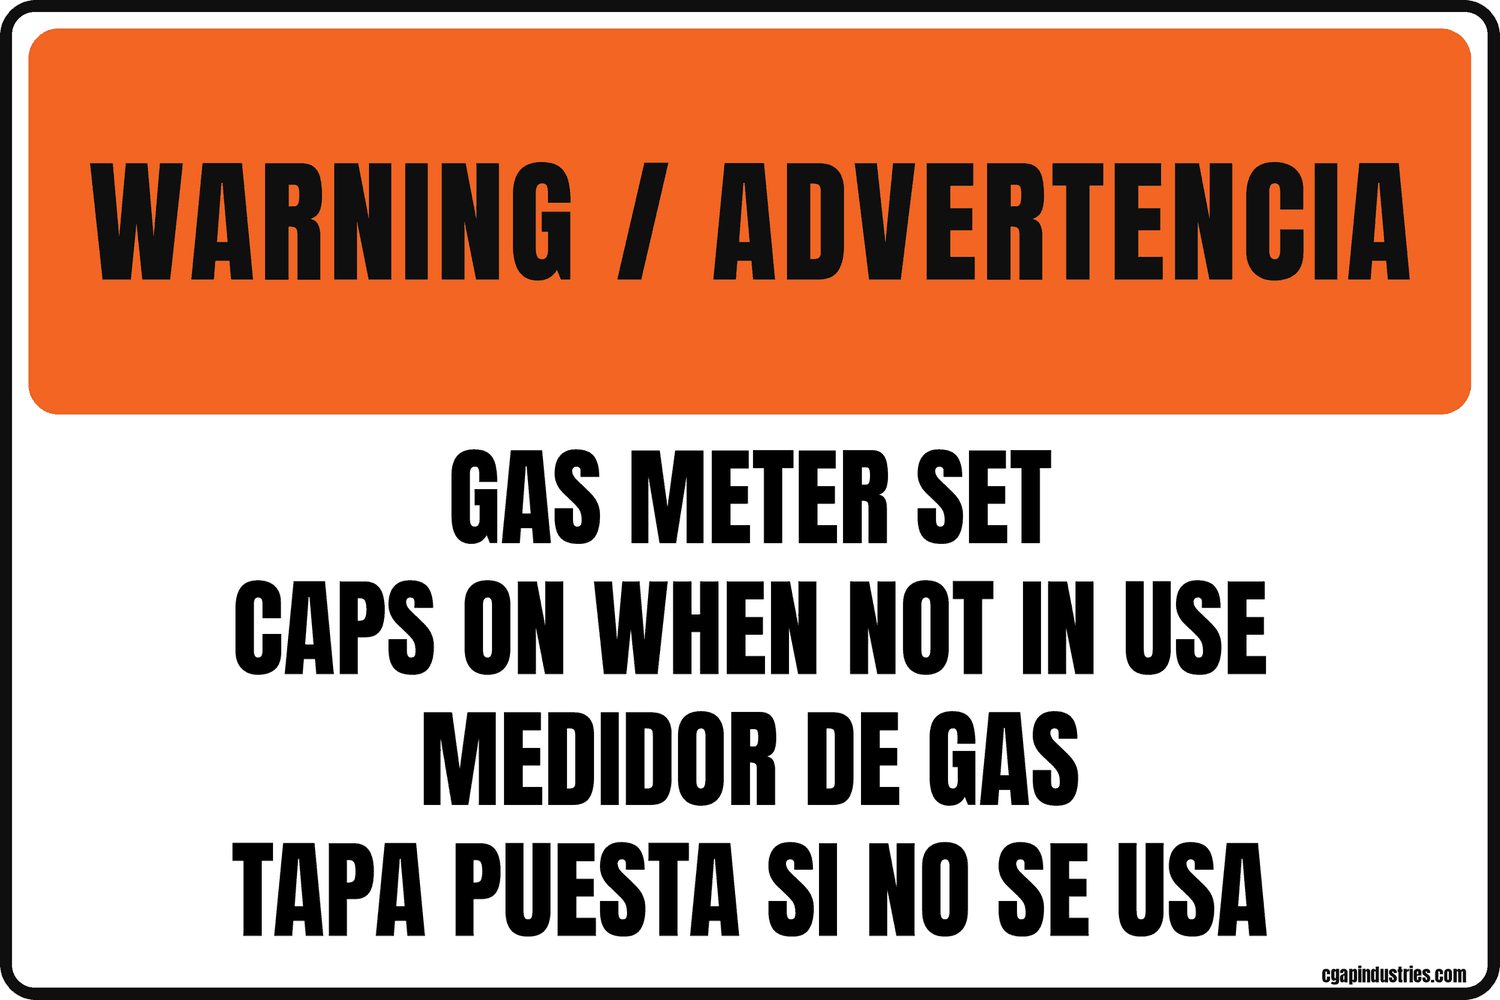 WARNING / ADVERTENCIA
GAS METER SET
CAPS ON WHEN NOT IN USE
MEDIDOR DE GAS
TAPA PUESTA SI NO SE USA
cgapindustries.com